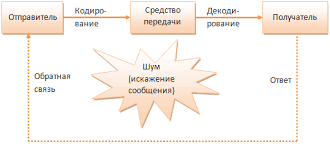 Отправитель
Кодиро-
вание
Средство
передачи
Декоди-
рование
Получатель
Обратная
связь
Шум
(искажение
сообщения)
Ответ